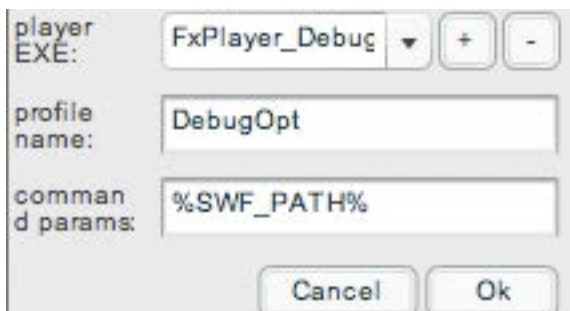 player
EXE:
FxPlayer_Debug
+
-
profile
name:
DebugOpt
comman
d params:
%SWF_PATH%
Cancel
Ok